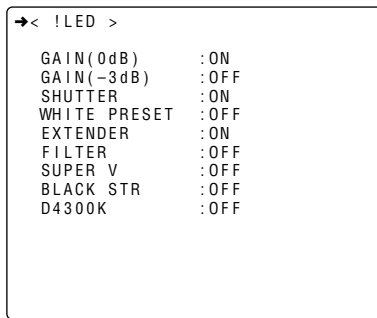 ➔< !LED >
GAIN(0dB) :ON
GAIN(–3dB) :OFF
SHUTTER :ON
WHITE PRESET :OFF
EXTENDER :ON
FILTER :OFF
SUPER V :OFF
BLACK STR :OFF
D4300K :OFF